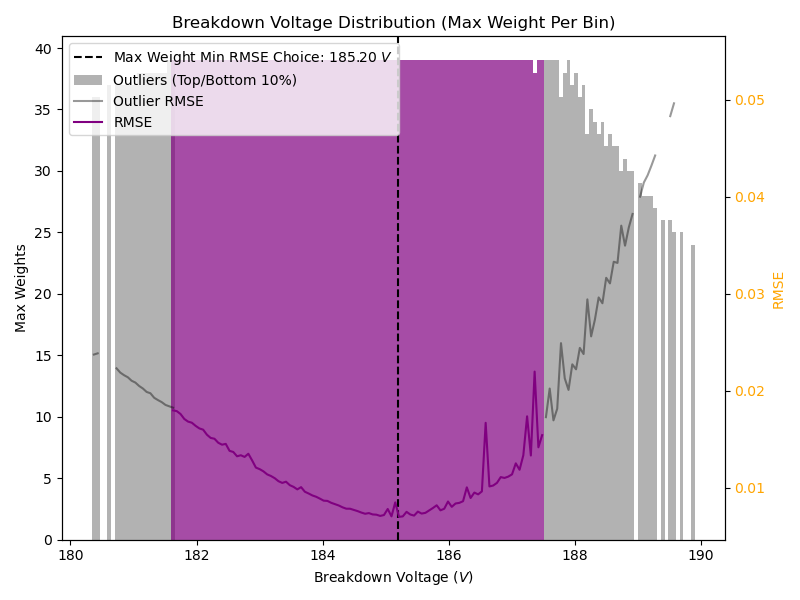 Breakdown Voltage Distribution (Max Weight Per Bin)
Max Weight Min RMSE Choice: 185.20 V
Outliers (Top/Bottom 10%)
Outlier RMSE
RMSE
40
35
30
25
20
15
10
5
0
Max Weights
0.05
0.04
0.03
0.02
0.01
RMSE
180
182
184
186
188
190
Breakdown Voltage (V)